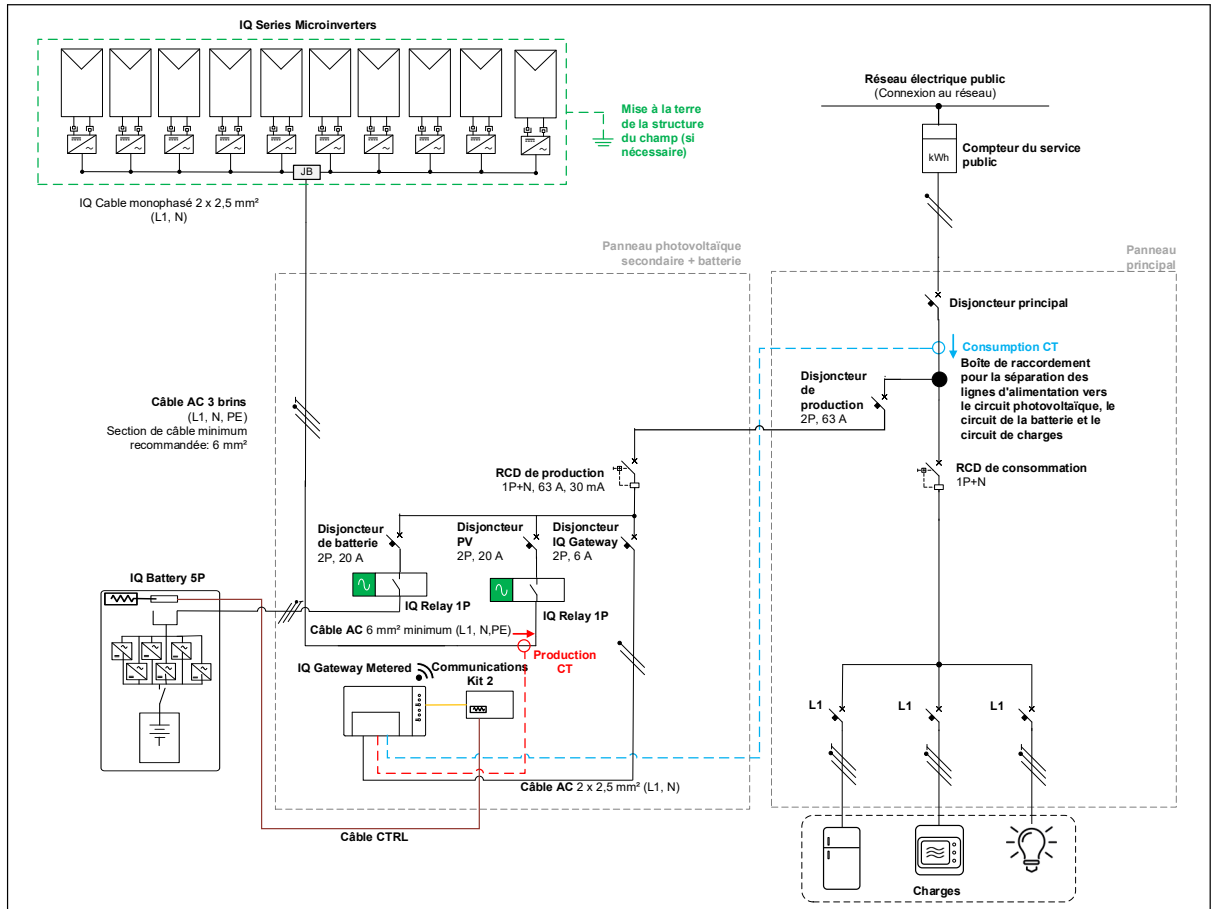 IQ Series Microinverters
Mise à la terre
de la structure
du champ (si
nécessaire)
JB
IQ Cable monophasé 2 x 2,5 mm²
(L1, N)
Réseau électrique public
(Connexion au réseau)
kWh
Compteur du service
public
Panneau photovoltaïque
secondaire + batterie
Panneau
principal
Disjoncteur principal
Consumption CT
Boîte de raccordement
pour la séparation des
lignes d'alimentation vers
le circuit photovoltaïque, le
circuit de la batterie et le
circuit de charges
Disjoncteur
de
production
2P, 63 A
Câble AC 3 brins
(L1, N, PE)
Section de câble minimum
recommandée: 6 mm²
RCD de production
1P+N, 63 A, 30 mA
RCD de consommation
1P+N
Disjoncteur
de batterie
2P, 20 A
Disjoncteur
PV
2P, 20 A
Disjoncteur
IQ Gateway
2P, 6 A
IQ Battery 5P
IQ Relay 1P
IQ Relay 1P
Câble AC 6 mm² minimum (L1, N,PE)
Production
CT
IQ Gateway Metered
Communications
Kit 2
L1
L1
L1
Câble AC 2 x 2,5 mm² (L1, N)
Câble CTRL
Charges